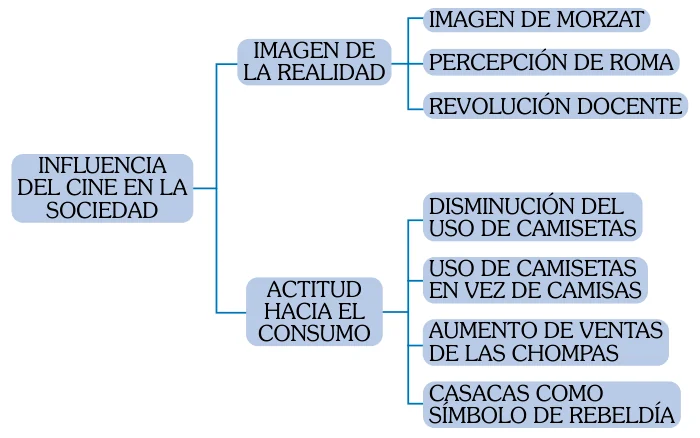 INFLUENCIA
DEL CINE EN LA
SOCIEDAD
IMAGEN DE
LA REALIDAD
IMAGEN DE MORZAT
PERCEPCIÓN DE ROMA
REVOLUCIÓN DOCENTE
ACTITUD
HACIA EL
CONSUMO
DISMINUCIÓN DEL
USO DE CAMISETAS
USO DE CAMISETAS
EN VEZ DE CAMISAS
AUMENTO DE VENTAS
DE LAS CHOMPAS
CASACAS COMO
SÍMBOLO DE REBELDÍA